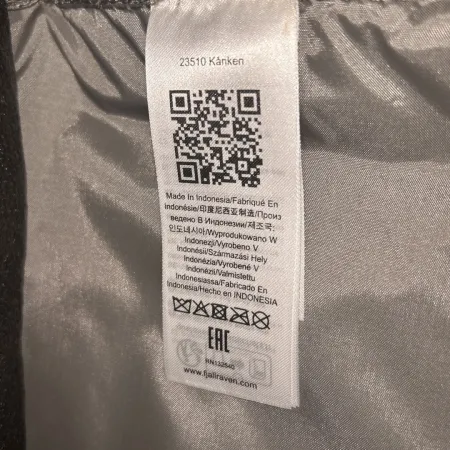 23510 Kånken
Made In Indonesia/Fabriqué En
Indonésie/印度尼西亚制造/Произ
ведено В Индонезии/제조국:
인도네시아/Wyprodukowano W
Indonezji/Vyrobeno V
Indonésii/Származási Hely
Indonézia/Vyrobené V
Indonézii/Valmistettu
Indonesiassa/Fabricado En
Indonesia/Hecho en INDONESIA
EAC
RN132540
www.fjallraven.com